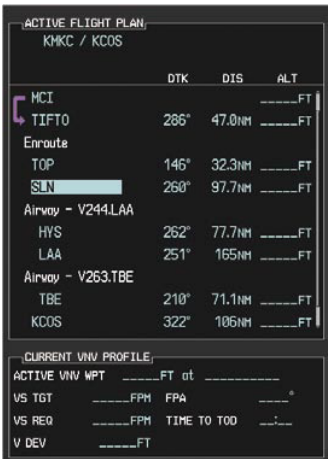 ACTIVE FLIGHT PLAN
KMKC / KCOS
DTK DIS ALT
MCI _____FT
TIFTO 286° 47.0NM _____FT
Enroute
TOP 146° 32.3NM _____FT
SLN 260° 97.7NM _____FT
Airway - V244.LAA
HYS 262° 77.7NM _____FT
LAA 251° 165NM _____FT
Airway - V263.TBE
TBE 210° 71.1NM _____FT
KCOS 322° 106NM _____FT
CURRENT VNV PROFILE
ACTIVE VNV WPT _____FT at __________
VS TGT _____FPM FPA ____°
VS REQ _____FPM TIME TO TOD __:__
V DEV _____FT